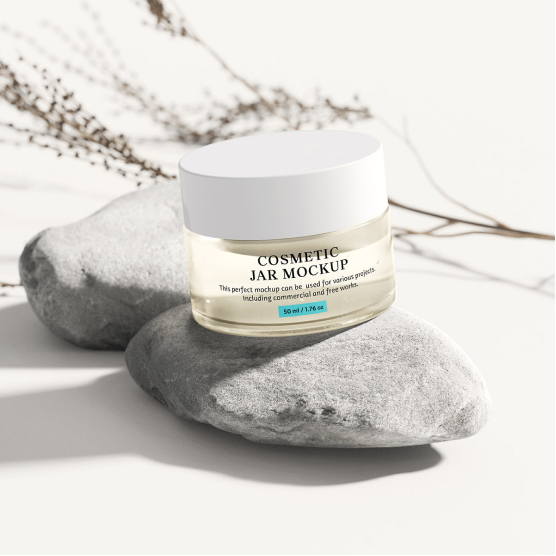 COSMETIC
JAR MOCKUP
This perfect mockup can be used for various projects.
Including commercial and free works.
50 ml / 1.76 oz